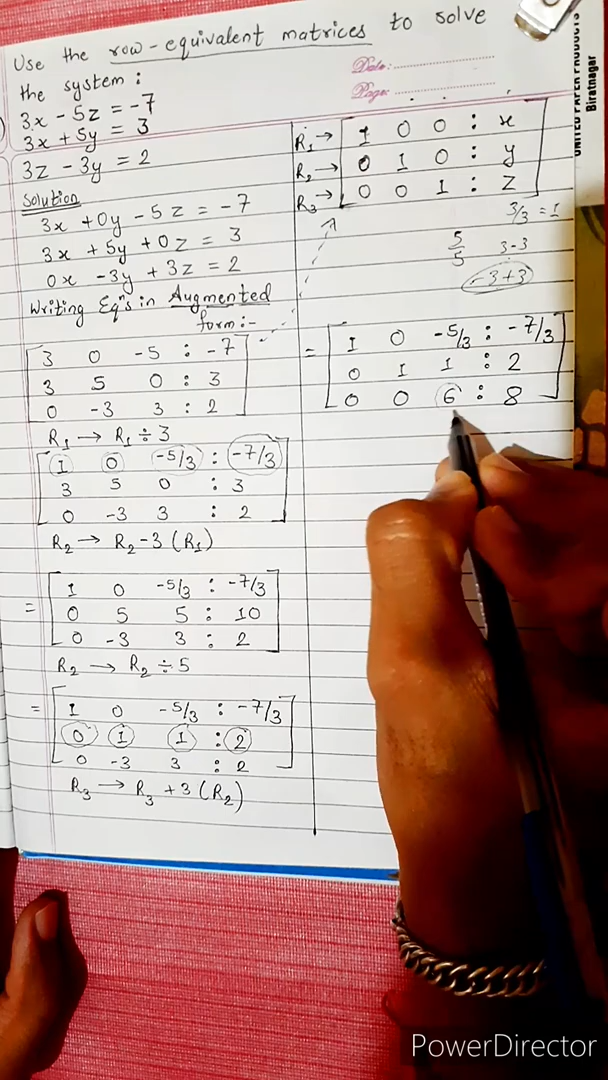 Use the row-equivalent matrices to solve
the system:
3x - 5z = -7
3x + 5y = 3
3z - 3y = 2
Solution
3x + 0y - 5z = -7
3x + 5y + 0z = 3
0x - 3y + 3z = 2
Writing Eqⁿs in Augmented
form:-
3 0 -5 : -7
3 5 0 : 3
0 -3 3 : 2
R₁ → R₁ ÷ 3
1 0 -5/3 : -7/3
3 5 0 : 3
0 -3 3 : 2
R₂ → R₂ - 3 (R₁)
= 1 0 -5/3 : -7/3
0 5 5 : 10
0 -3 3 : 2
R₂ → R₂ ÷ 5
= 1 0 -5/3 : -7/3
0 1 1 : 2
0 -3 3 : 2
R₃ → R₃ + 3 (R₂)
Date:
Page:
R₁ → 1 0 0 : x
R₂ → 0 1 0 : y
R₃ → 0 0 1 : z
3/3 = 1
5/5 3-3
-3+3
= 1 0 -5/3 : -7/3
0 1 1 : 2
0 0 6 : 8
UNITED PAPER PRODUCTS
Biratnagar
PowerDirector